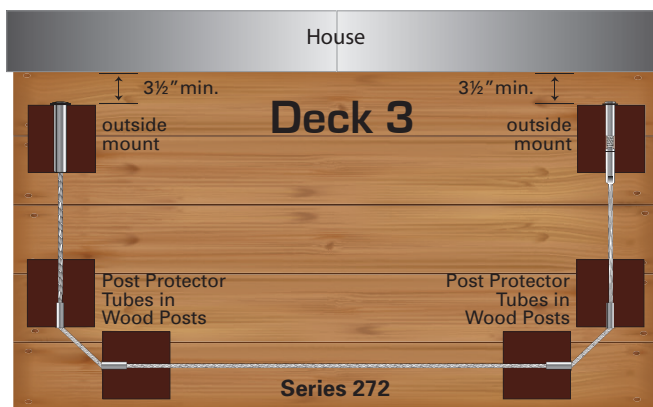 House
3½” min.
3½” min.
Deck 3
outside
mount
outside
mount
Post Protector
Tubes in
Wood Posts
Post Protector
Tubes in
Wood Posts
Series 272